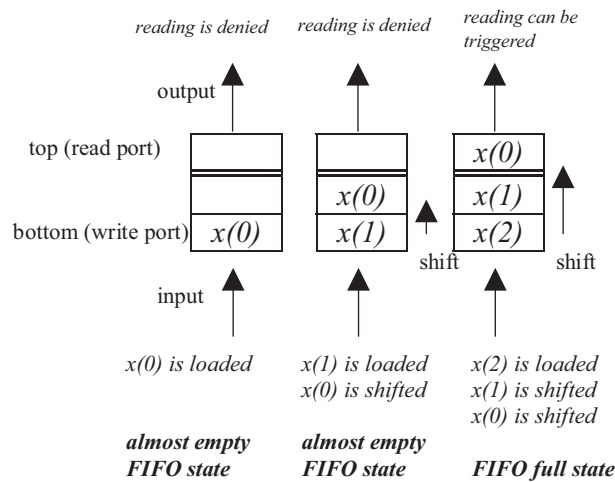 reading is denied
reading is denied
reading can be
triggered
output
top (read port)
x(0)
x(0)
x(1)
bottom (write port)
x(0)
x(1)
x(2)
shift
shift
input
x(0) is loaded
x(1) is loaded
x(0) is shifted
x(2) is loaded
x(1) is shifted
x(0) is shifted
almost empty
FIFO state
almost empty
FIFO state
FIFO full state